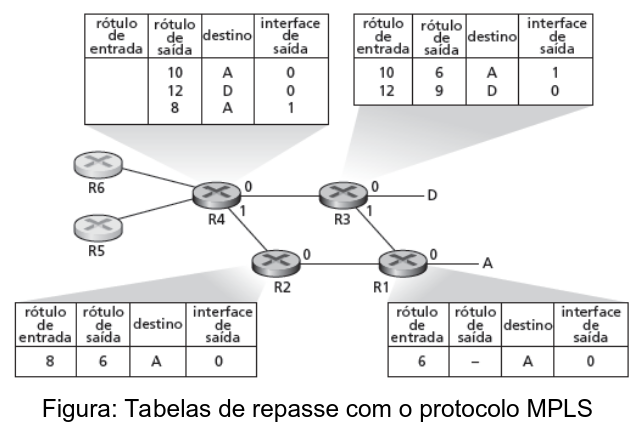 rótulo de entrada rótulo de saída destino interface de saída
10 A 0
12 D 0
8 A 1
rótulo de entrada rótulo de saída destino interface de saída
10 6 A 1
12 9 D 0
R6
R5
R4
0
1
R3
0
1
D
R2
0
R1
0
A
rótulo de entrada rótulo de saída destino interface de saída
8 6 A 0
rótulo de entrada rótulo de saída destino interface de saída
6 – A 0
Figura: Tabelas de repasse com o protocolo MPLS